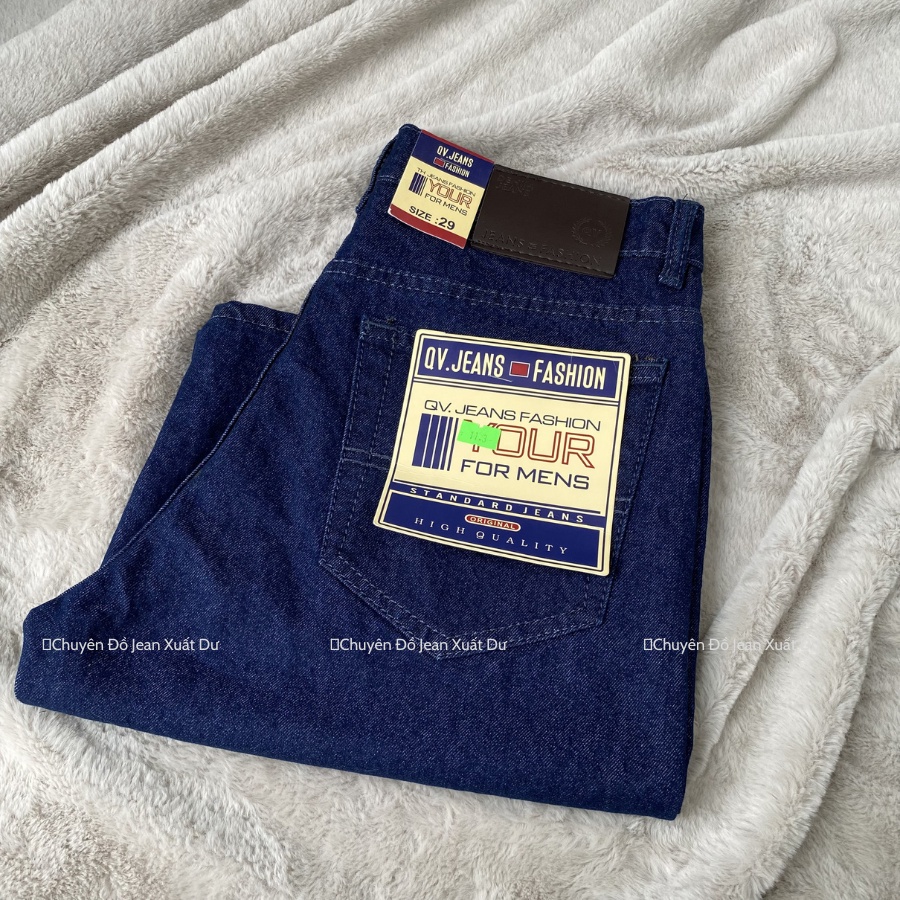 QV.JEANS
FASHION
JEANS FASHION
YOUR
FOR MENS
SIZE : 29
QV.JEANS FASHION
QV. JEANS FASHION
YOUR
FOR MENS
STANDARD JEANS
ORIGINAL
HIGH QUALITY
Chuyên Đồ Jean Xuất Dư
Chuyên Đồ Jean Xuất Dư
Chuyên Đồ Jean Xuất Dư